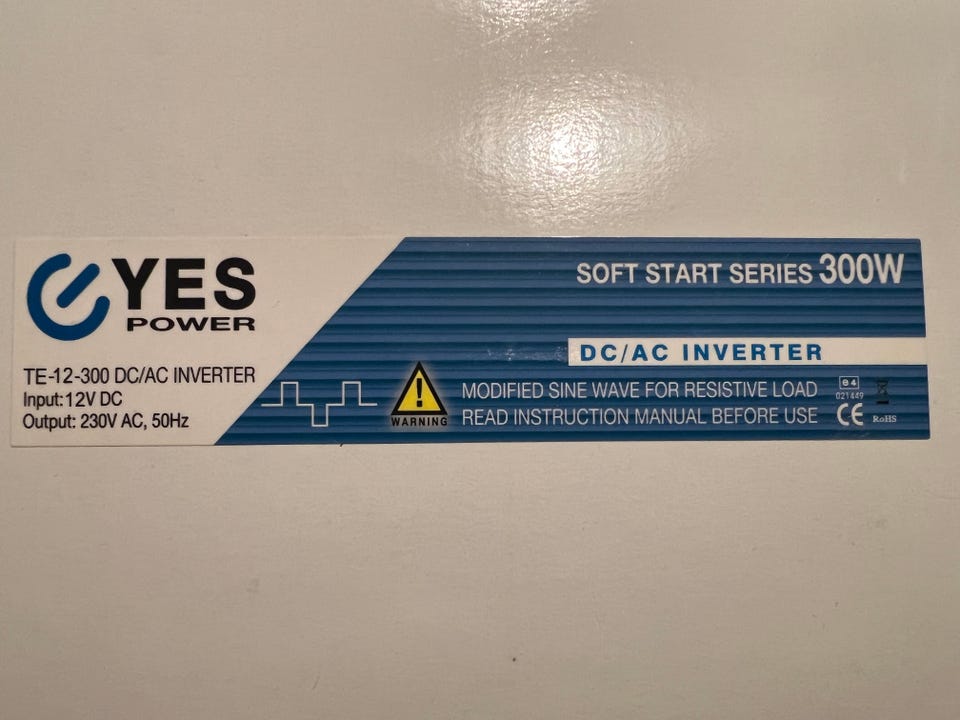 YES
POWER
TE-12-300 DC/AC INVERTER
Input: 12V DC
Output: 230V AC, 50Hz
SOFT START SERIES 300W
DC/AC INVERTER
WARNING
MODIFIED SINE WAVE FOR RESISTIVE LOAD
READ INSTRUCTION MANUAL BEFORE USE
e4
021449
CE RoHS